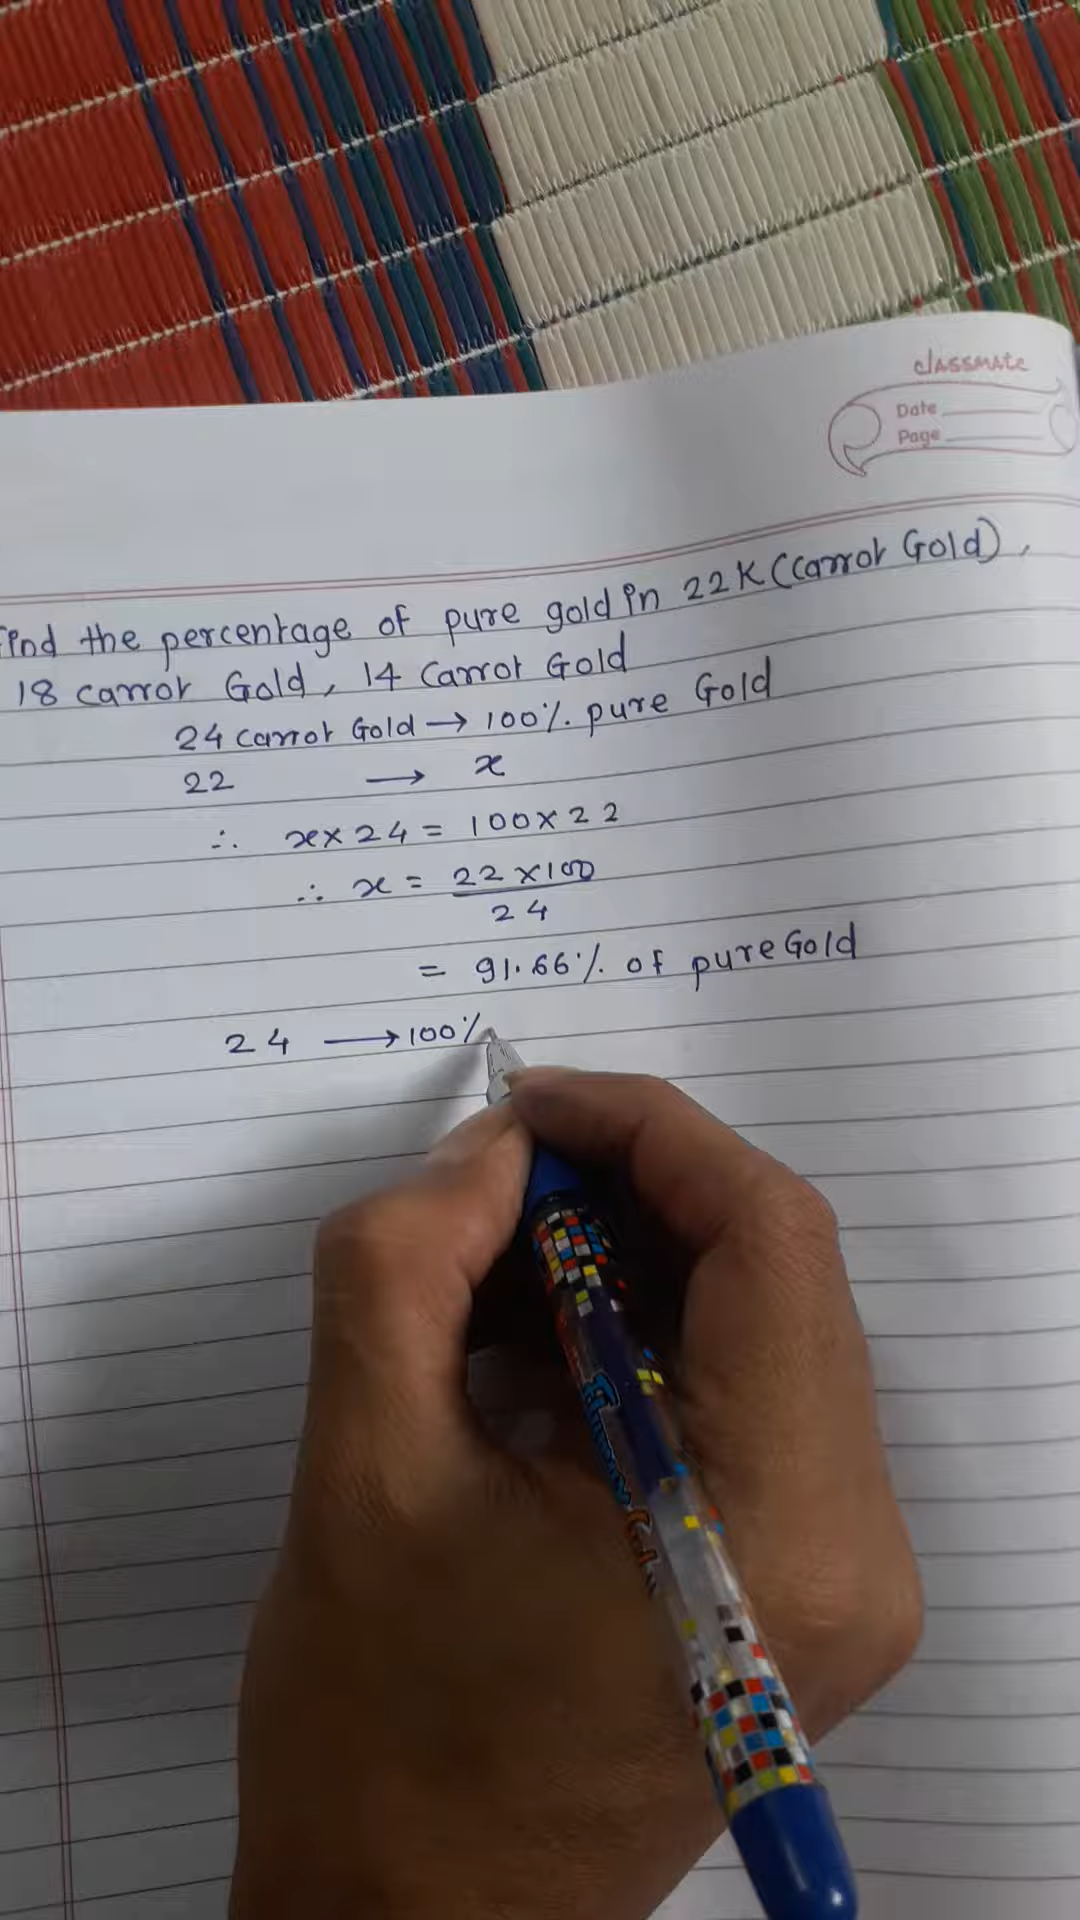 classmate
Date
Page
Find the percentage of pure gold in 22K (Carrot Gold),
18 carrot Gold, 14 Carrot Gold
24 carrot Gold → 100% pure Gold
22 → x
∴ x × 24 = 100 × 22
∴ x = 22 × 100
24
= 91.66% of pure Gold
24 → 100%